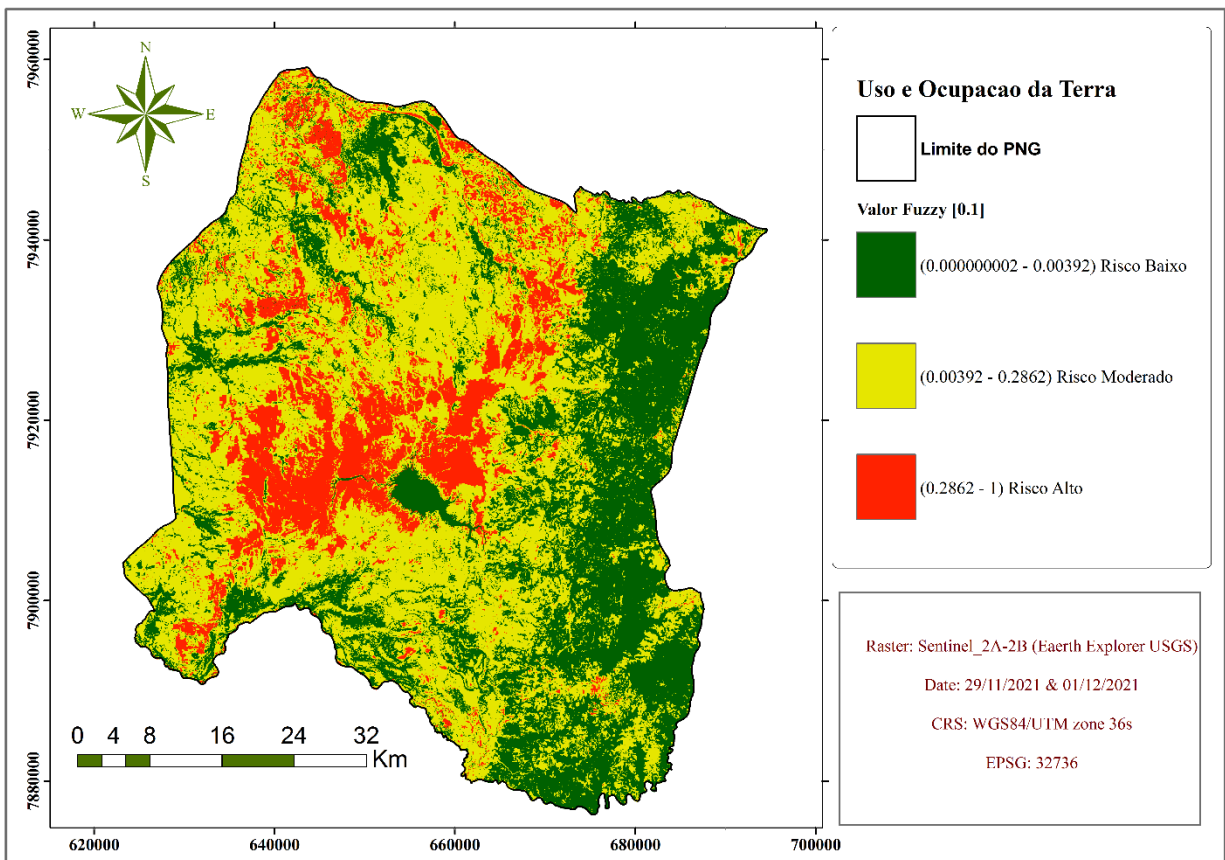 N
W E
S
7960000
7940000
7920000
7900000
7880000
0 4 8 16 24 32
Km
620000 640000 660000 680000 700000
Uso e Ocupacao da Terra
Limite do PNG
Valor Fuzzy [0.1]
(0.000000002 - 0.00392) Risco Baixo
(0.00392 - 0.2862) Risco Moderado
(0.2862 - 1) Risco Alto
Raster: Sentinel_2A-2B (Eaerth Explorer USGS)
Date: 29/11/2021 & 01/12/2021
CRS: WGS84/UTM zone 36s
EPSG: 32736